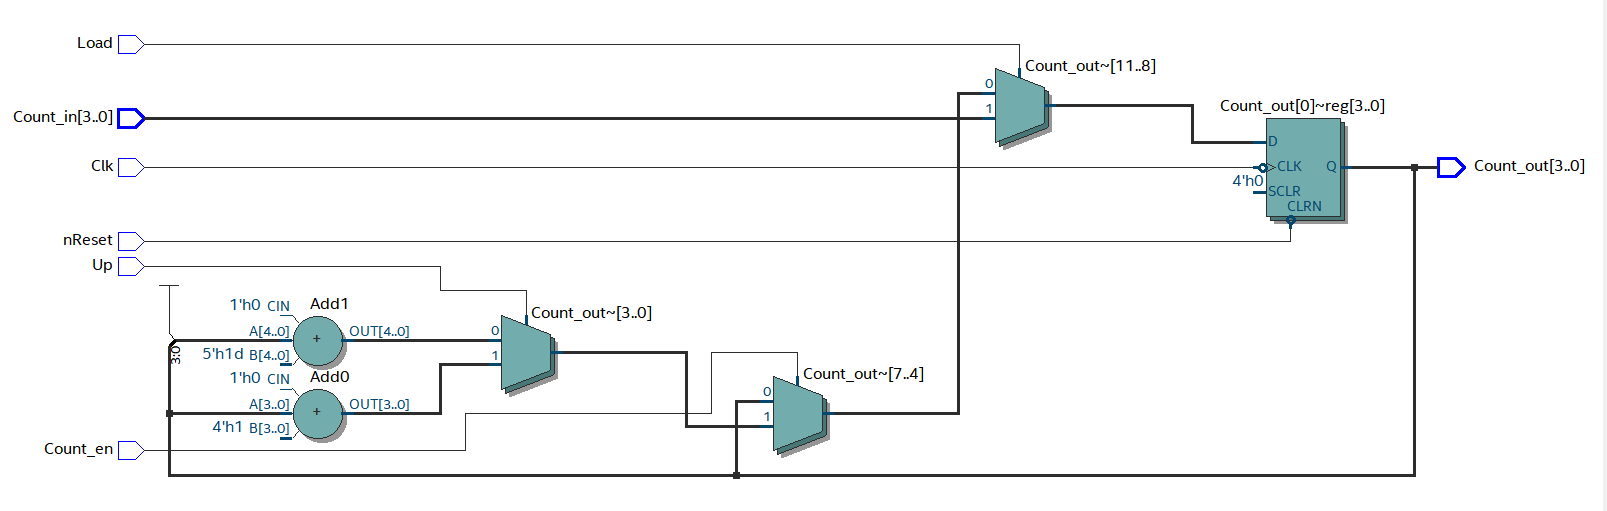 Load
Count_out~[11..8]
0
1
Count_in[3..0]
Count_out[0]~reg[3..0]
D
Clk
CLK
Q
Count_out[3..0]
4'h0
SCLR
CLRN
nReset
Up
1'h0 CIN
Add1
Count_out~[3..0]
A[4..0]
+
OUT[4..0]
0
3:0
5'h1d B[4..0]
1
1'h0 CIN
Add0
Count_out~[7..4]
0
A[3..0]
+
OUT[3..0]
1
4'h1 B[3..0]
Count_en